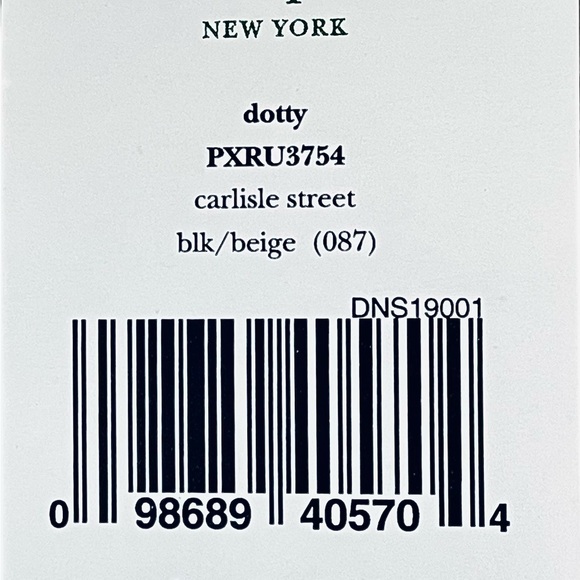 NEW YORK
dotty
PXRU3754
carlisle street
blk/beige (087)
DNS19001
0 98689 40570 4